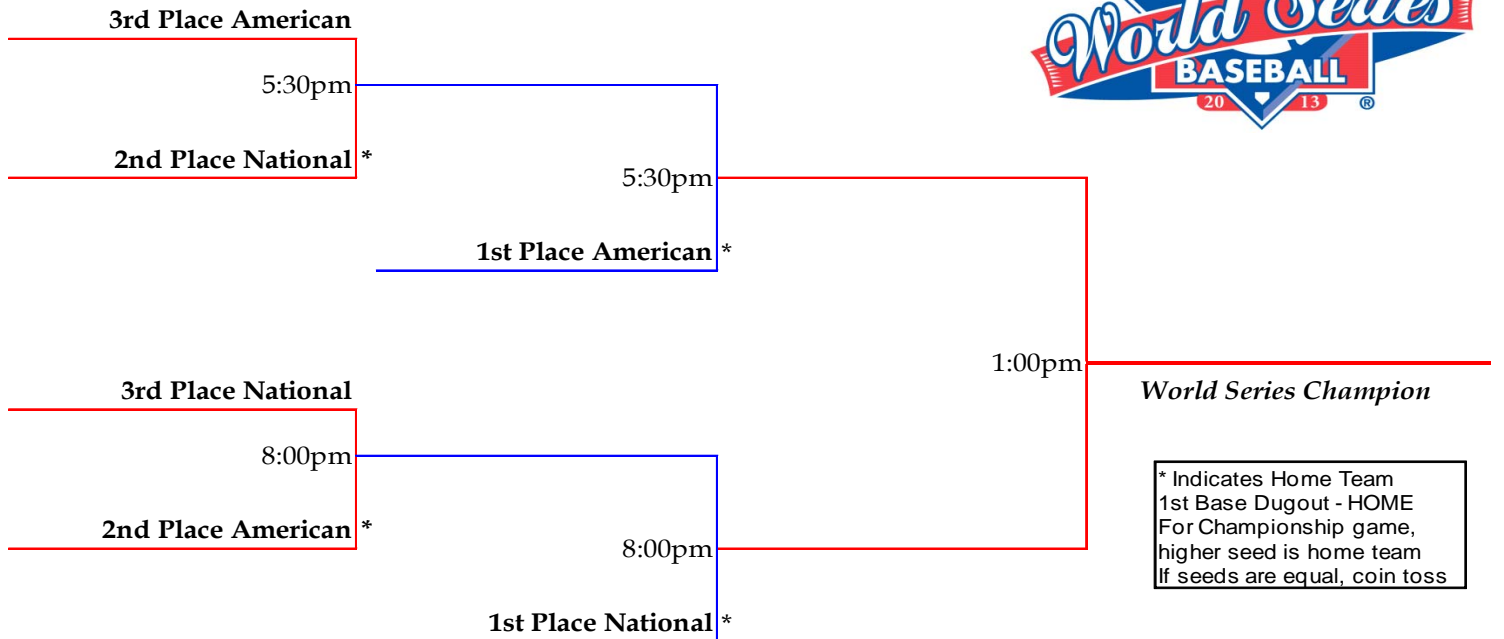 3rd Place American
World Series
BASEBALL
20 13 ®
5:30pm
2nd Place National *
5:30pm
1st Place American *
1:00pm
World Series Champion
3rd Place National
8:00pm
2nd Place American *
8:00pm
1st Place National *
* Indicates Home Team
1st Base Dugout - HOME
For Championship game,
higher seed is home team
If seeds are equal, coin toss